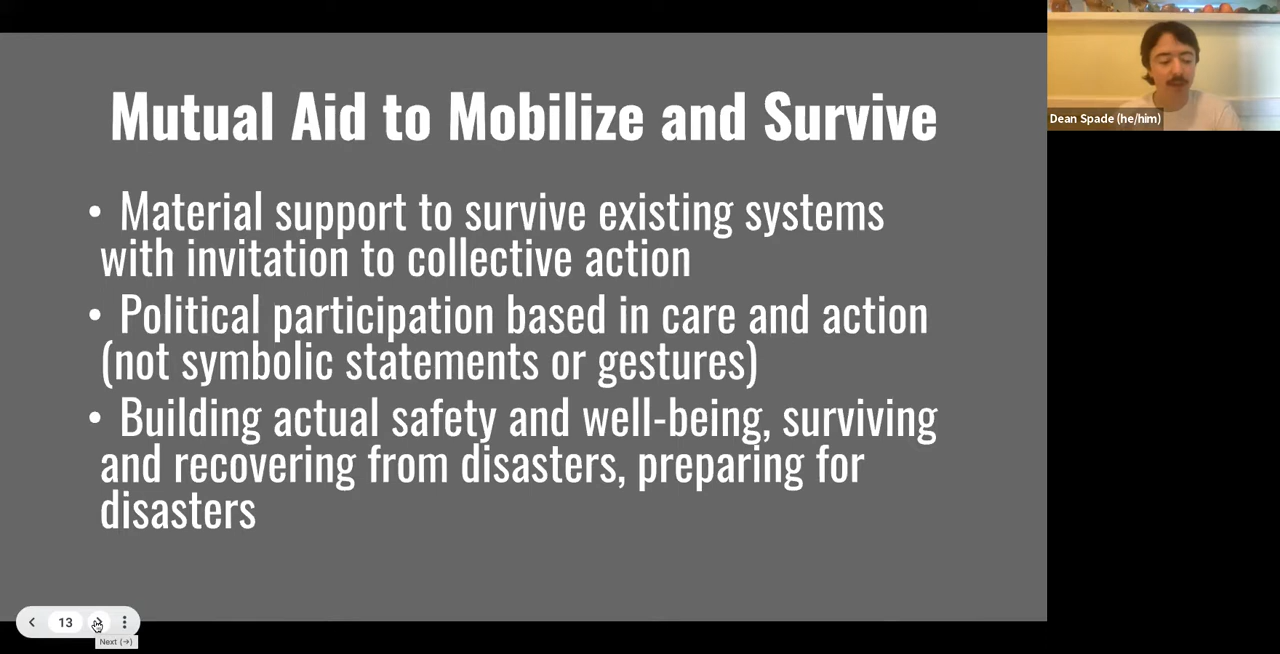 Mutual Aid to Mobilize and Survive
• Material support to survive existing systems
with invitation to collective action
• Political participation based in care and action
(not symbolic statements or gestures)
• Building actual safety and well-being, surviving
and recovering from disasters, preparing for
disasters
Dean Spade (he/him)
13
Next (→)